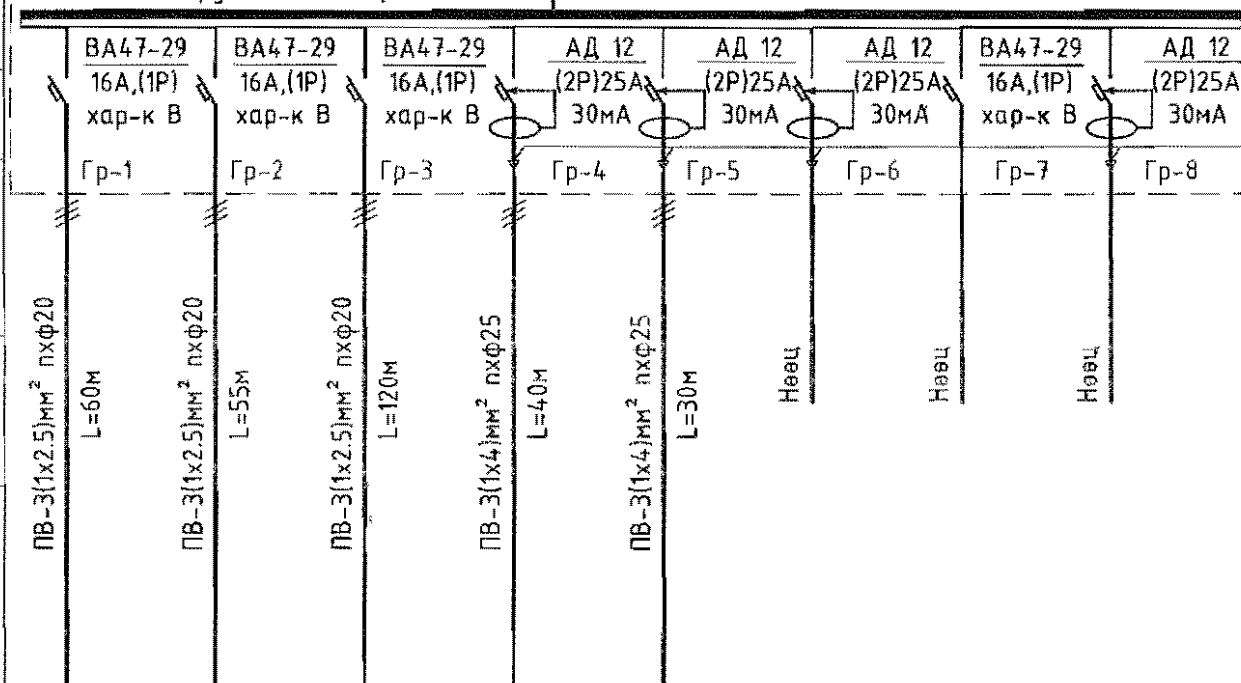 ВА47-29
16А,(1Р)
хар-к В
Гр-1
ВА47-29
16А,(1Р)
хар-к В
Гр-2
ВА47-29
16А,(1Р)
хар-к В
Гр-3
АД 12
(2Р)25А
30мА
Гр-4
АД 12
(2Р)25А
30мА
Гр-5
АД 12
(2Р)25А
30мА
Гр-6
ВА47-29
16А,(1Р)
хар-к В
Гр-7
АД 12
(2Р)25А
30мА
Гр-8
ПВ-3(1х2.5)мм² пхф20
L=60м
ПВ-3(1х2.5)мм² пхф20
L=55м
ПВ-3(1х2.5)мм² пхф20
L=120м
ПВ-3(1х4)мм² пхф25
L=40м
ПВ-3(1х4)мм² пхф25
L=30м
Нөөц
Нөөц
Нөөц